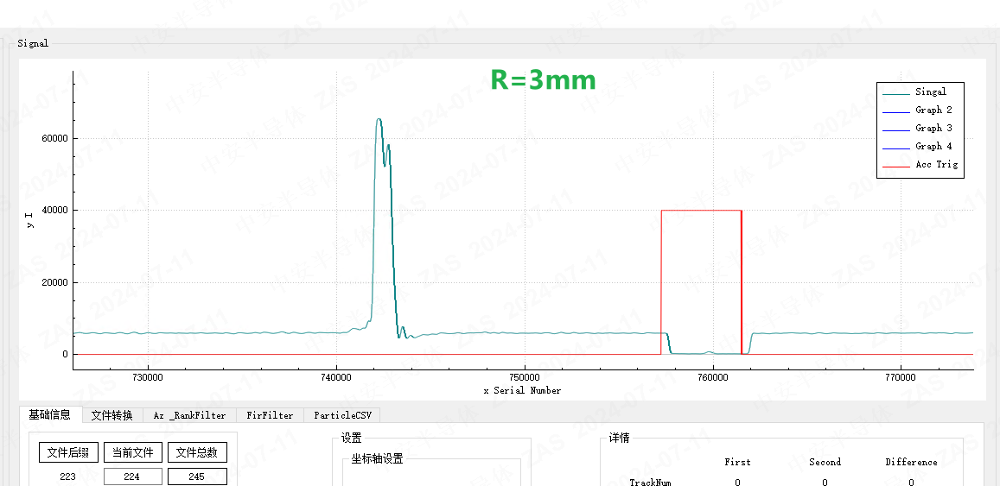 Signal
R=3mm
Singal
Graph 2
Graph 3
Graph 4
Acc Trig
60000
40000
20000
0
y I
730000 740000 750000 760000 770000
x Serial Number
基础信息 文件转换 Az _RankFilter FirFilter ParticleCSV
文件后缀 当前文件 文件总数
223 224 245
设置
坐标轴设置
详情
First Second Difference
TrackNum 0 0 0
中安半导体 ZAS 2024-07-11